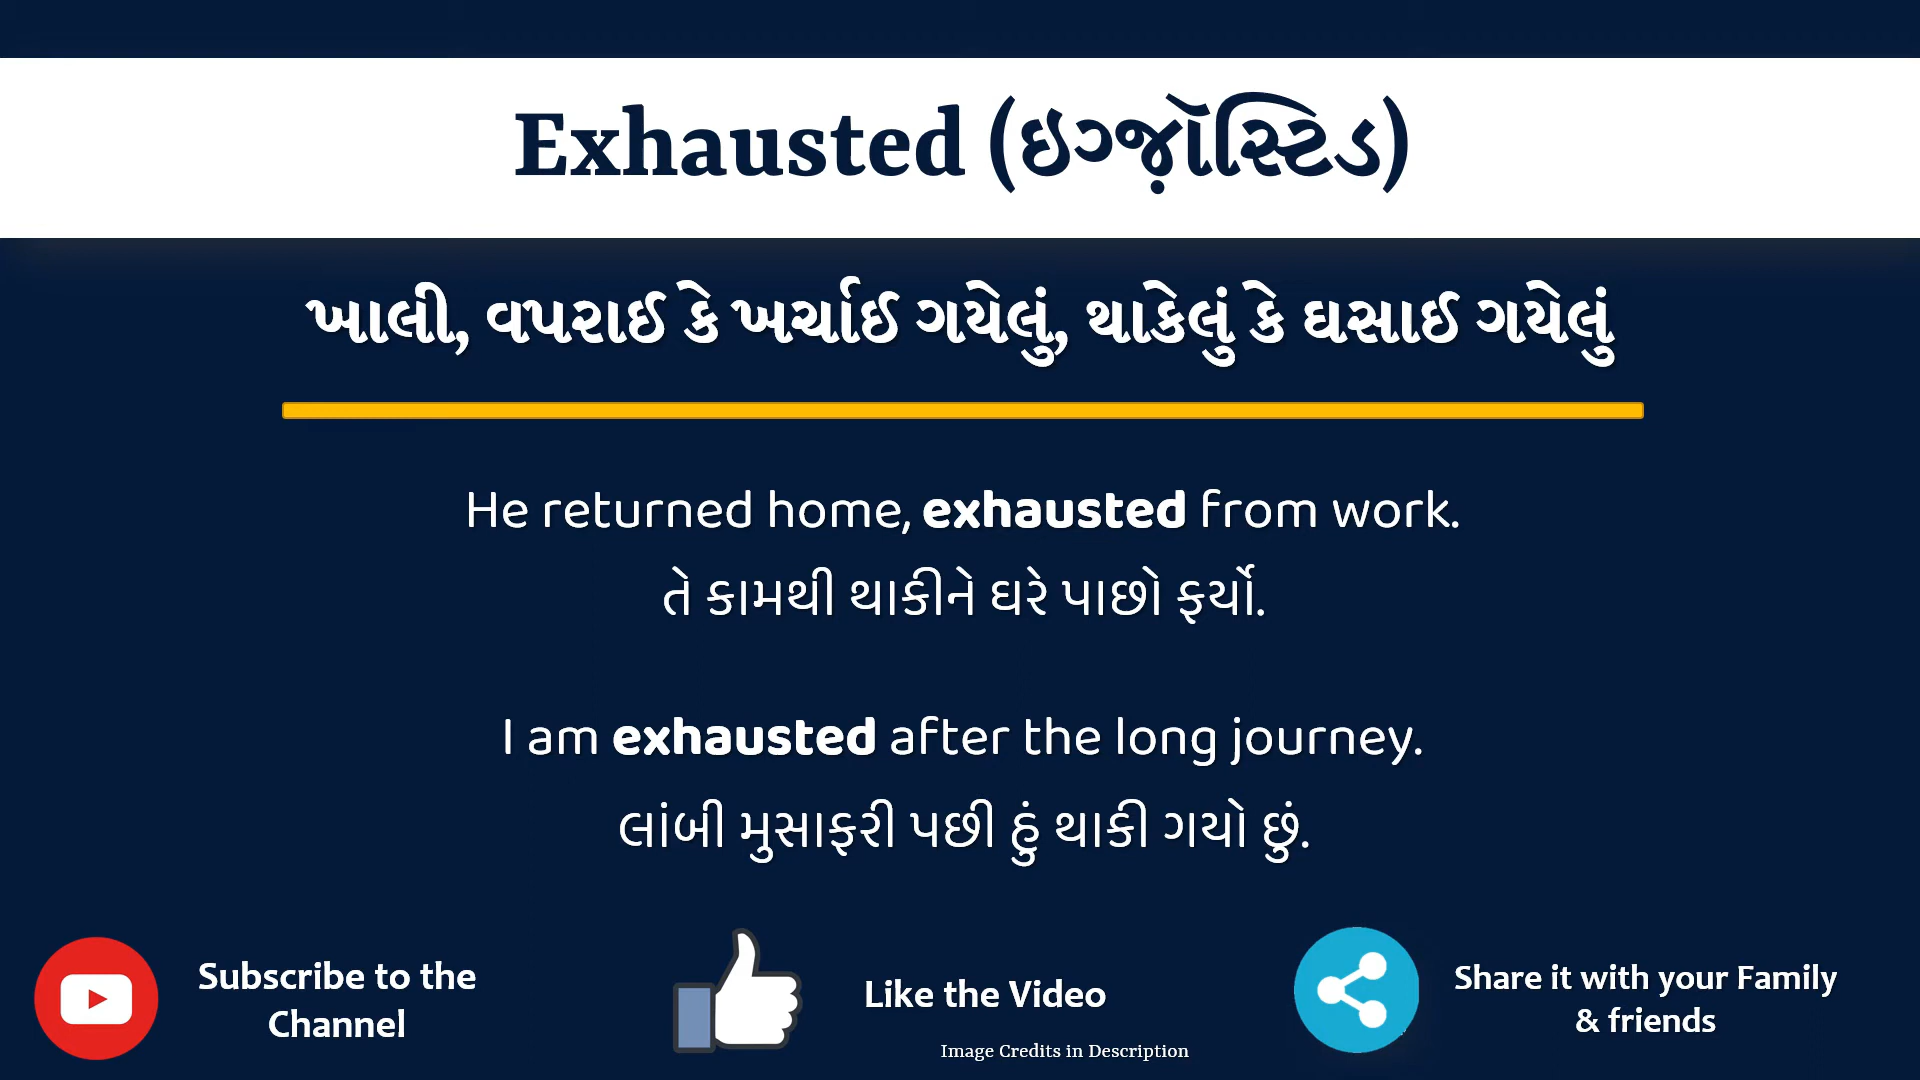 Exhausted (ઇગ્જ઼ૉસ્ટિડ)
ખાલી, વપરાઈ કે ખર્ચાઈ ગયેલું, થાકેલું કે ઘસાઈ ગયેલું
He returned home, exhausted from work.
તે કામથી થાકીને ઘરે પાછો ફર્યો.
I am exhausted after the long journey.
લાંબી મુસાફરી પછી હું થાકી ગયો છું.
Subscribe to the
Channel
Like the Video
Share it with your Family
& friends
Image Credits in Description